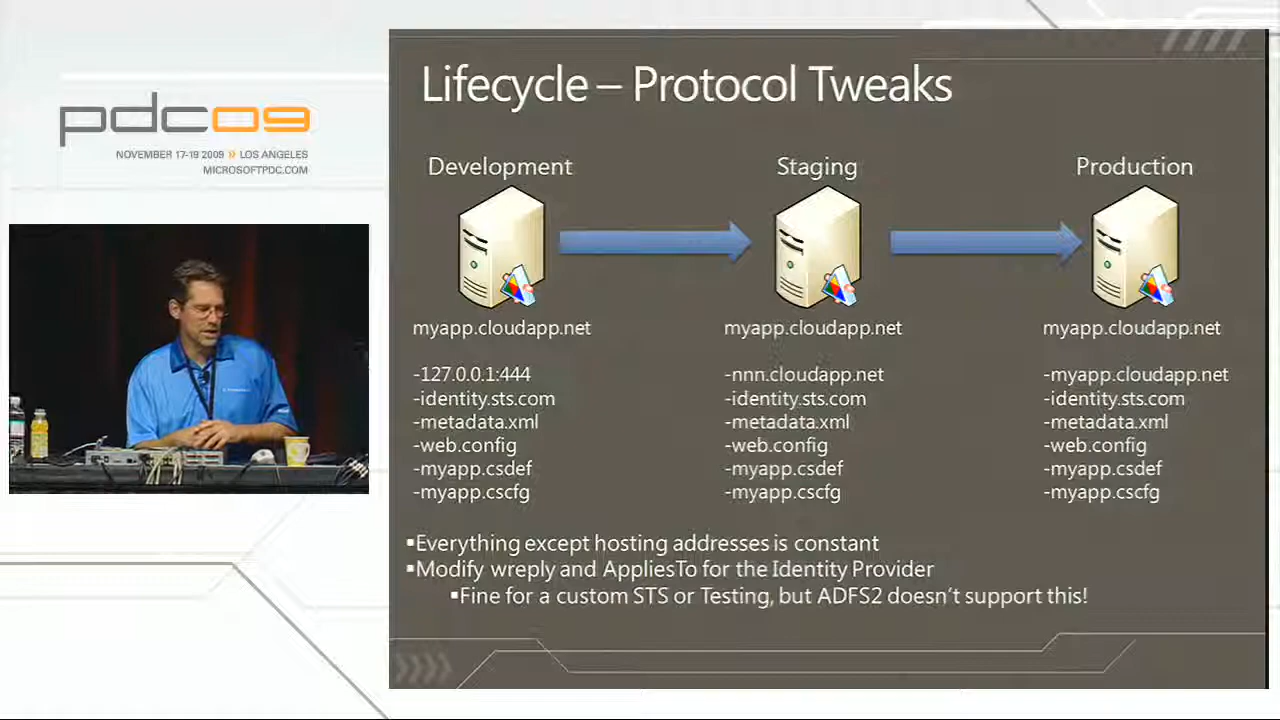 pdc09
NOVEMBER 17-19 2009 » LOS ANGELES
MICROSOFTPDC.COM
Lifecycle – Protocol Tweaks
Development
Staging
Production
myapp.cloudapp.net
myapp.cloudapp.net
myapp.cloudapp.net
-127.0.0.1:444
-identity.sts.com
-metadata.xml
-web.config
-myapp.csdef
-myapp.cscfg
-nnn.cloudapp.net
-identity.sts.com
-metadata.xml
-web.config
-myapp.csdef
-myapp.cscfg
-myapp.cloudapp.net
-identity.sts.com
-metadata.xml
-web.config
-myapp.csdef
-myapp.cscfg
▪Everything except hosting addresses is constant
▪Modify wreply and AppliesTo for the Identity Provider
▪Fine for a custom STS or Testing, but ADFS2 doesn't support this!